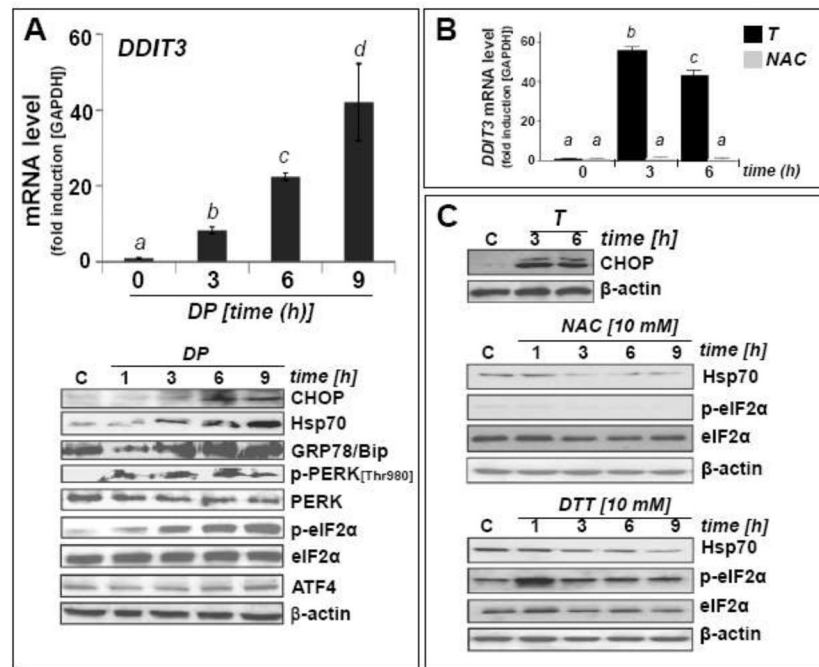 A
DDIT3
mRNA level
(fold induction [GAPDH])
60
40
20
0
a
b
c
d
0 3 6 9
DP [time (h)]
DP
C 1 3 6 9 time [h]
CHOP
Hsp70
GRP78/Bip
p-PERK[Thr980]
PERK
p-eIF2α
eIF2α
ATF4
β-actin
B
DDIT3 mRNA level
(fold induction [GAPDH])
60
40
20
0
a a b a c a
0 3 6 time (h)
T
NAC
C
T
C 3 6 time [h]
CHOP
β-actin
NAC [10 mM]
C 1 3 6 9 time [h]
Hsp70
p-eIF2α
eIF2α
β-actin
DTT [10 mM]
C 1 3 6 9 time [h]
Hsp70
p-eIF2α
eIF2α
β-actin